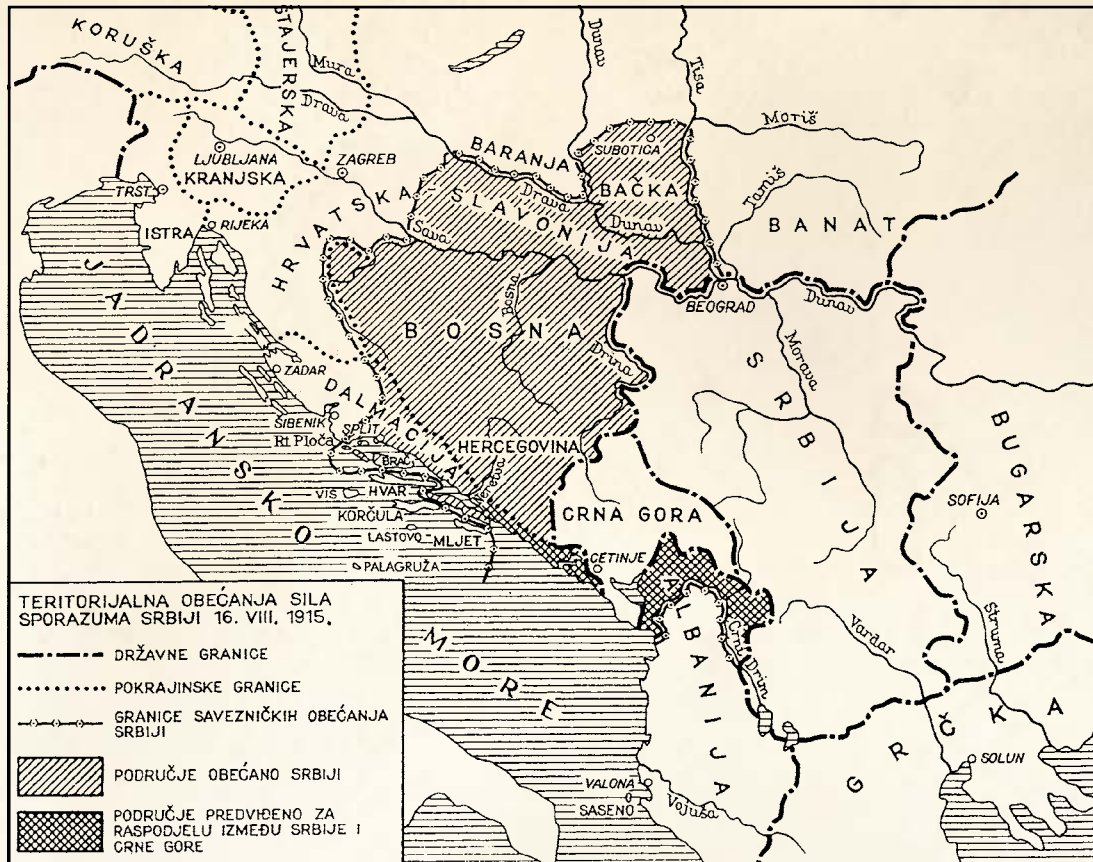 KORUŠKA
ŠTAJERSKA
Mura
Drava
Dunav
Tisa
Moriš
LJUBLJANA
KRANJSKA
ZAGREB
BARANJA
SUBOTICA
BAČKA
Tamiš
BANAT
TRST
ISTRA
RIJEKA
HRVATSKA
Sava
SLAVONIJA
Drava
Dunav
BEOGRAD
Dunav
BOSNA
Bosna
Drina
Morava
SRBIJA
JADRANSKO MORE
ZADAR
DALMACIJA
ŠIBENIK
Rt Ploča
SPLIT
BRAČ
HERCEGOVINA
Neretva
VIS
HVAR
KORČULA
LASTOVO
MLJET
PALAGRUŽA
CRNA GORA
CETINJE
SOFIJA
BUGARSKA
Struma
Vardar
ALBANIJA
Crni Drim
GRČKA
SOLUN
VALONA
SASENO
Vojuša
TERITORIJALNA OBEĆANJA SILA
SPORAZUMA SRBIJI 16. VIII. 1915.
DRŽAVNE GRANICE
POKRAJINSKE GRANICE
GRANICE SAVEZNIČKIH OBEĆANJA
SRBIJI
PODRUČJE OBEĆANO SRBIJI
PODRUČJE PREDVIĐENO ZA
RASPODJELU IZMEĐU SRBIJE I
CRNE GORE